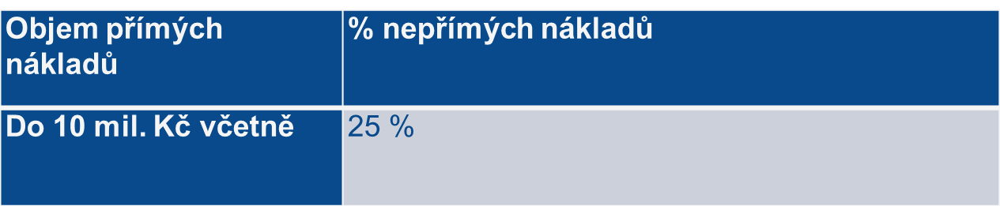 Objem přímých
nákladů
% nepřímých nákladů
Do 10 mil. Kč včetně
25 %